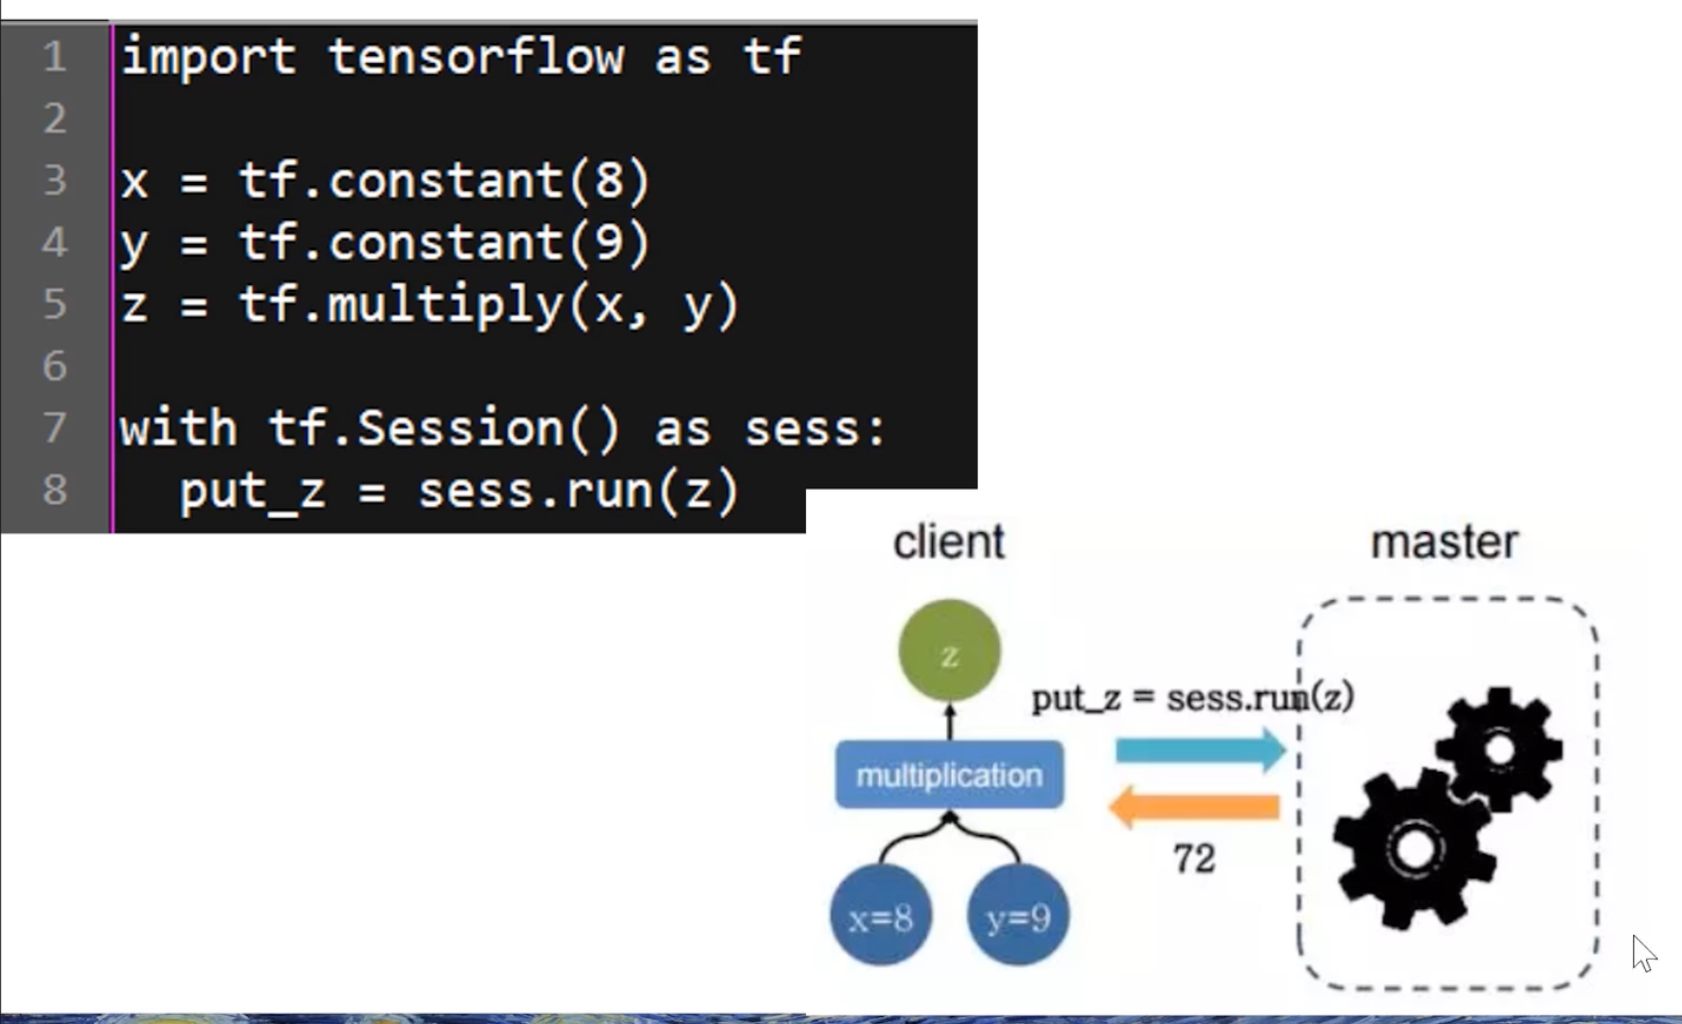 1 import tensorflow as tf
2
3 x = tf.constant(8)
4 y = tf.constant(9)
5 z = tf.multiply(x, y)
6
7 with tf.Session() as sess:
8   put_z = sess.run(z)
client
master
z
put_z = sess.run(z)
multiplication
72
x=8
y=9